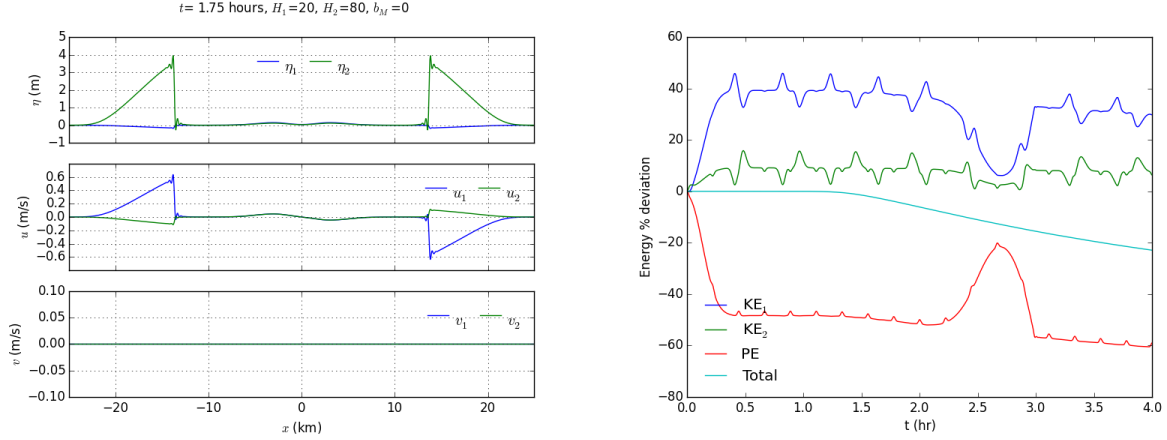 t= 1.75 hours, H₁=20, H₂=80, b_M=0
5
4
3
2
1
0
−1
η (m)
η₁ η₂
0.6
0.4
0.2
0.0
−0.2
−0.4
−0.6
u (m/s)
u₁ u₂
0.10
0.05
0.00
−0.05
−0.10
v (m/s)
v₁ v₂
−20 −10 0 10 20
x (km)
60
40
20
0
−20
−40
−60
−80
Energy % deviation
KE₁
KE₂
PE
Total
0.0 0.5 1.0 1.5 2.0 2.5 3.0 3.5 4.0
t (hr)